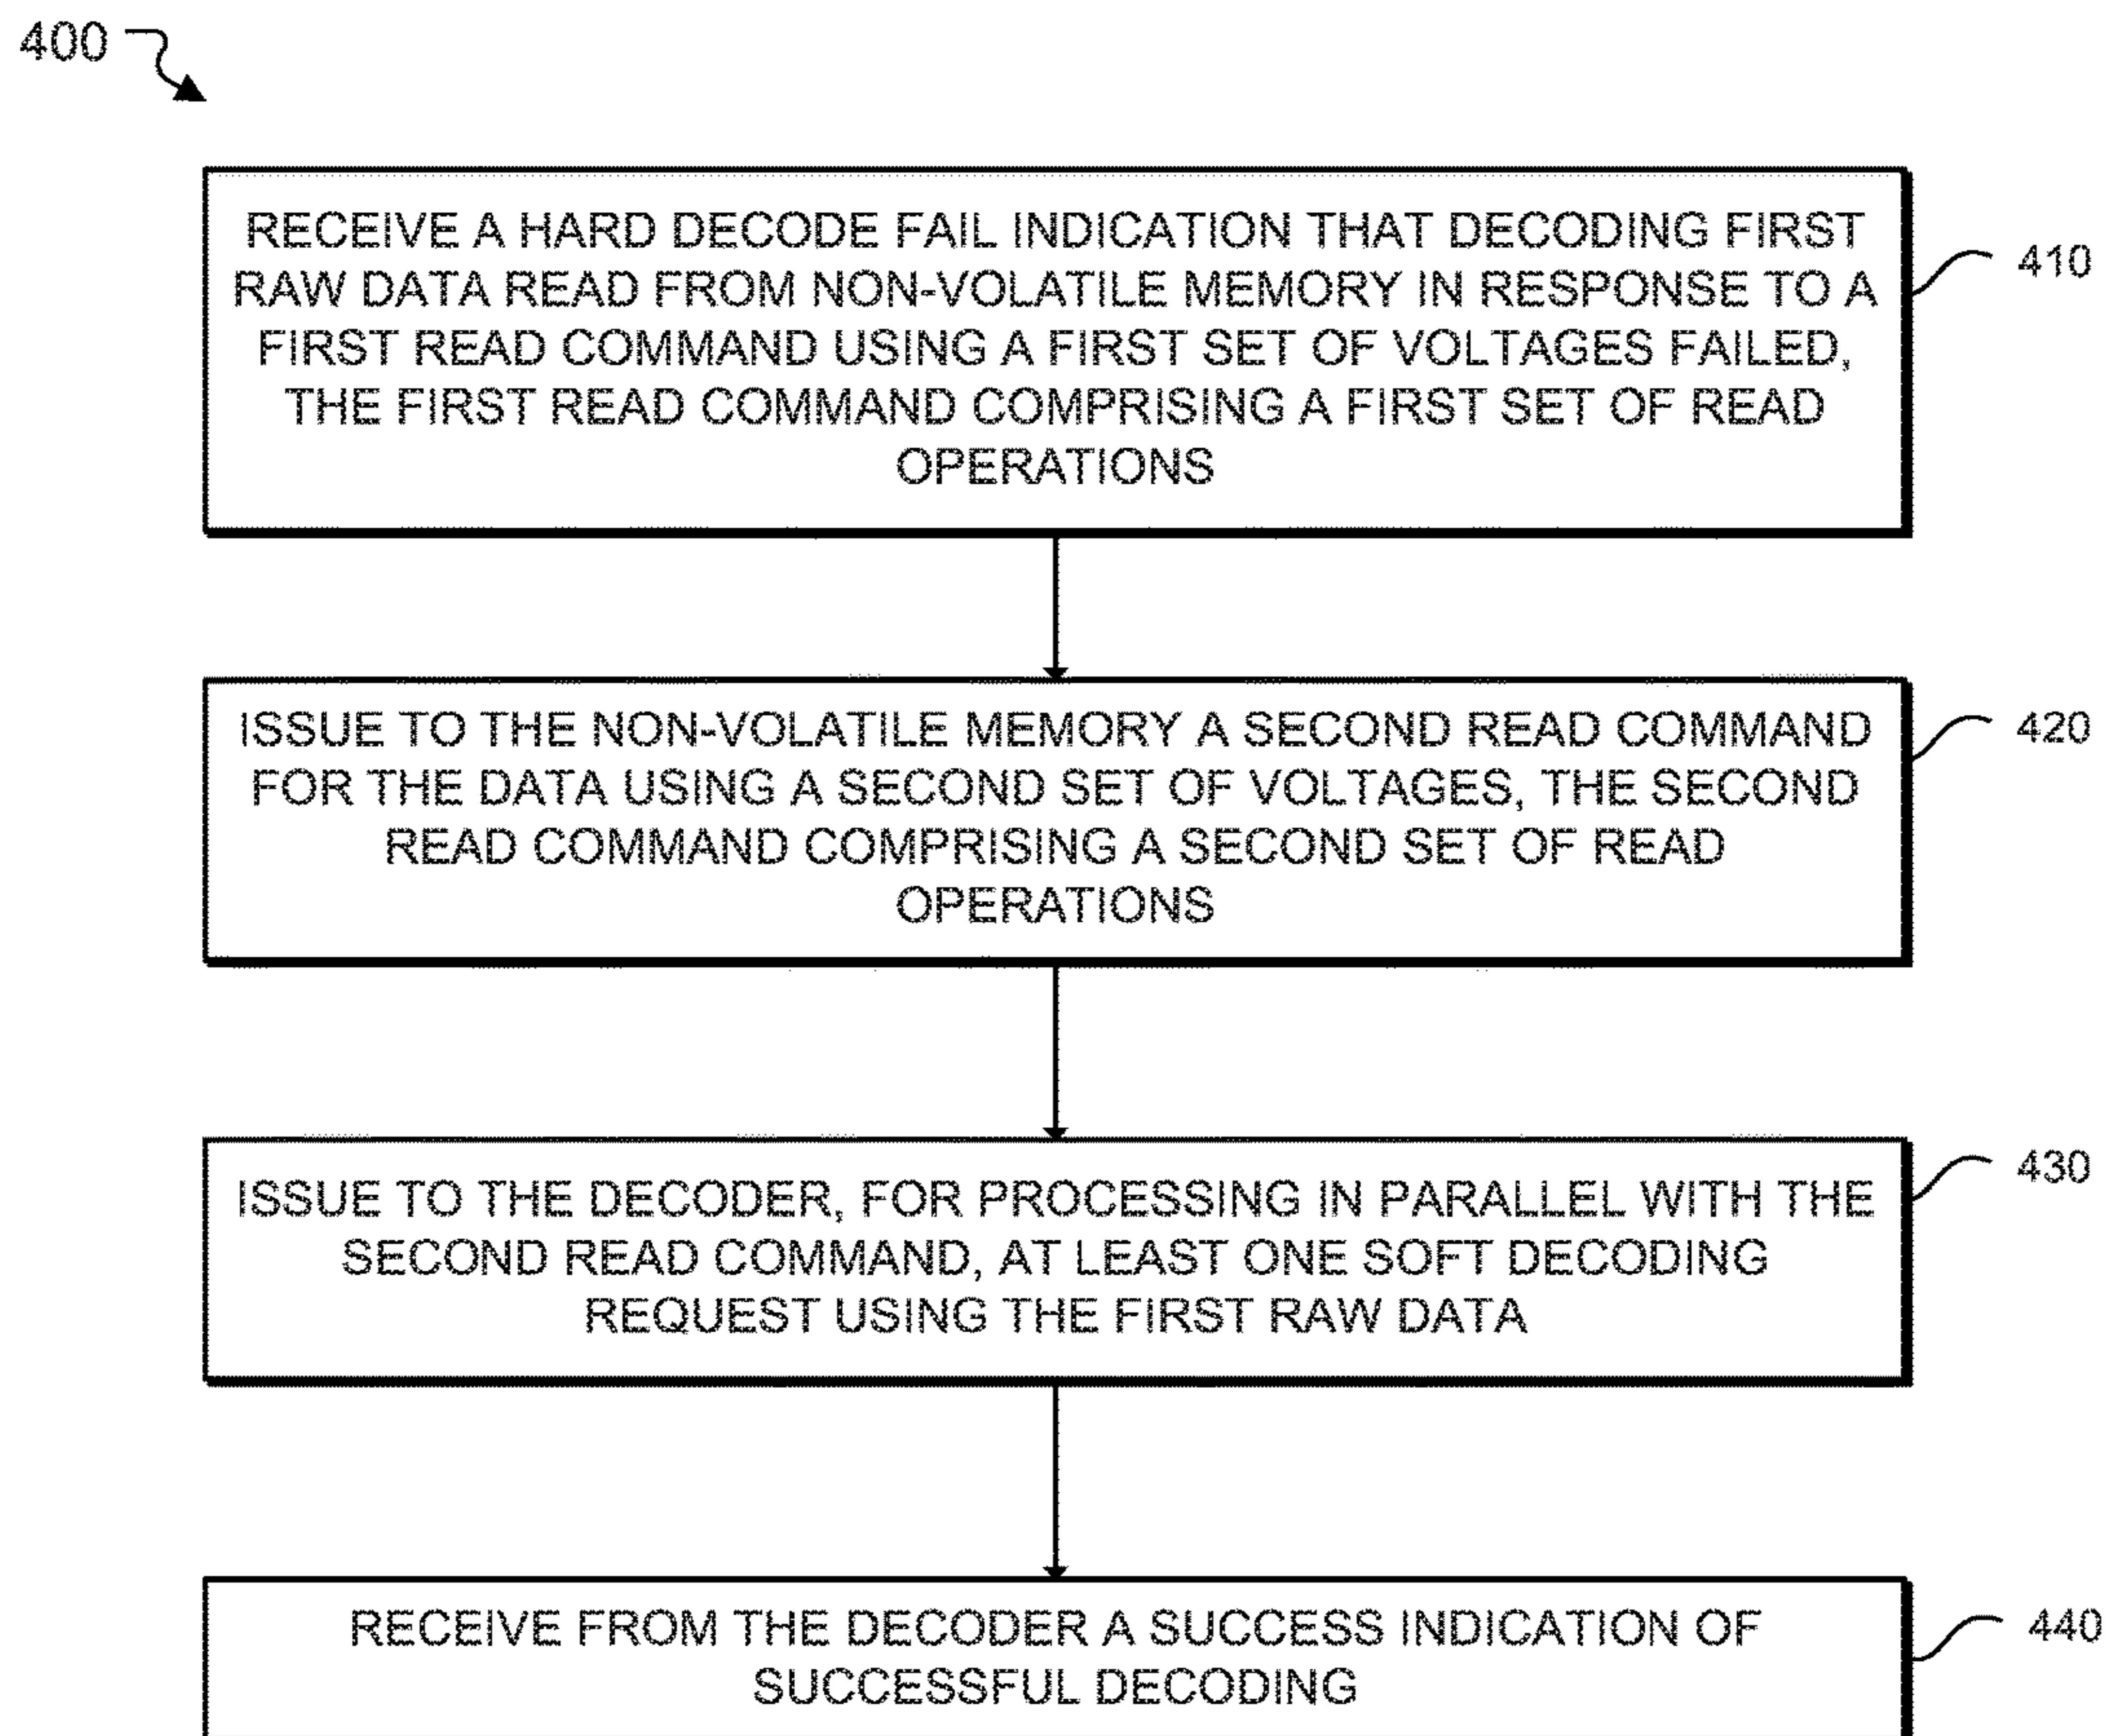 400
RECEIVE A HARD DECODE FAIL INDICATION THAT DECODING FIRST
RAW DATA READ FROM NON-VOLATILE MEMORY IN RESPONSE TO A
FIRST READ COMMAND USING A FIRST SET OF VOLTAGES FAILED,
THE FIRST READ COMMAND COMPRISING A FIRST SET OF READ
OPERATIONS
410
ISSUE TO THE NON-VOLATILE MEMORY A SECOND READ COMMAND
FOR THE DATA USING A SECOND SET OF VOLTAGES, THE SECOND
READ COMMAND COMPRISING A SECOND SET OF READ
OPERATIONS
420
ISSUE TO THE DECODER, FOR PROCESSING IN PARALLEL WITH THE
SECOND READ COMMAND, AT LEAST ONE SOFT DECODING
REQUEST USING THE FIRST RAW DATA
430
RECEIVE FROM THE DECODER A SUCCESS INDICATION OF
SUCCESSFUL DECODING
440